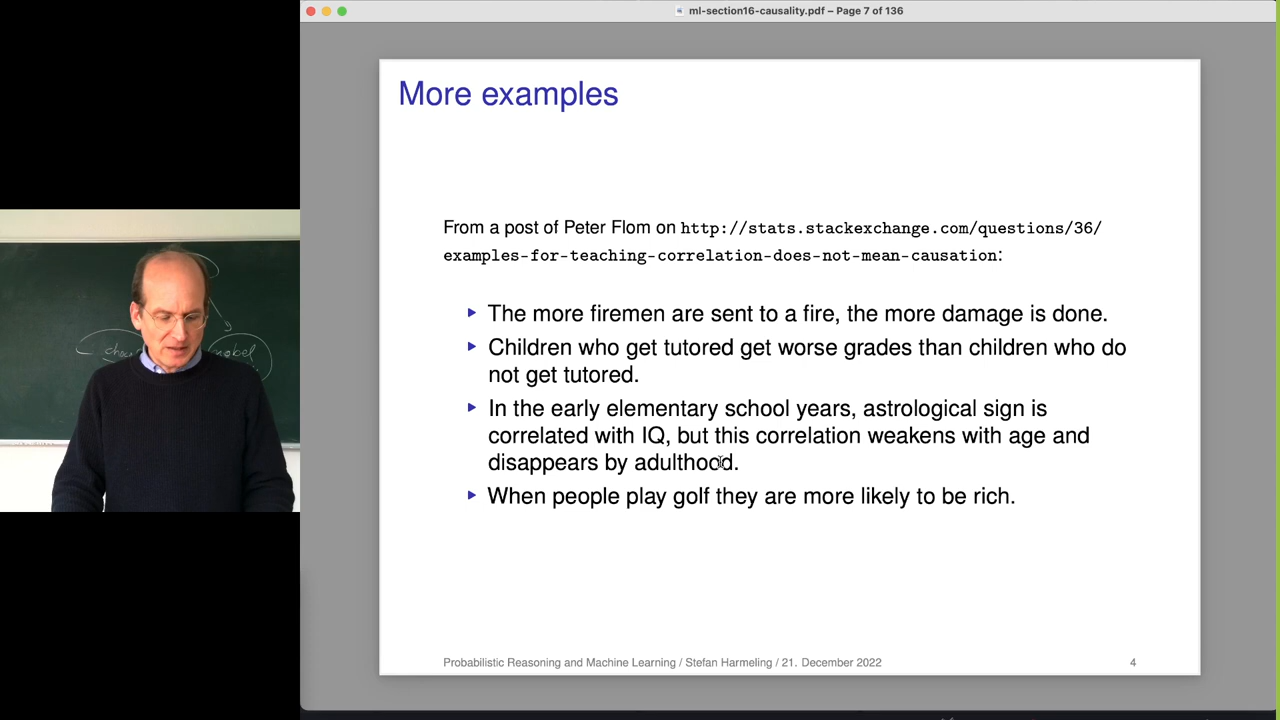 ml-section16-causality.pdf – Page 7 of 136
More examples
From a post of Peter Flom on http://stats.stackexchange.com/questions/36/
examples-for-teaching-correlation-does-not-mean-causation:
The more firemen are sent to a fire, the more damage is done.
Children who get tutored get worse grades than children who do
not get tutored.
In the early elementary school years, astrological sign is
correlated with IQ, but this correlation weakens with age and
disappears by adulthood.
When people play golf they are more likely to be rich.
Probabilistic Reasoning and Machine Learning / Stefan Harmeling / 21. December 2022
4
nobel